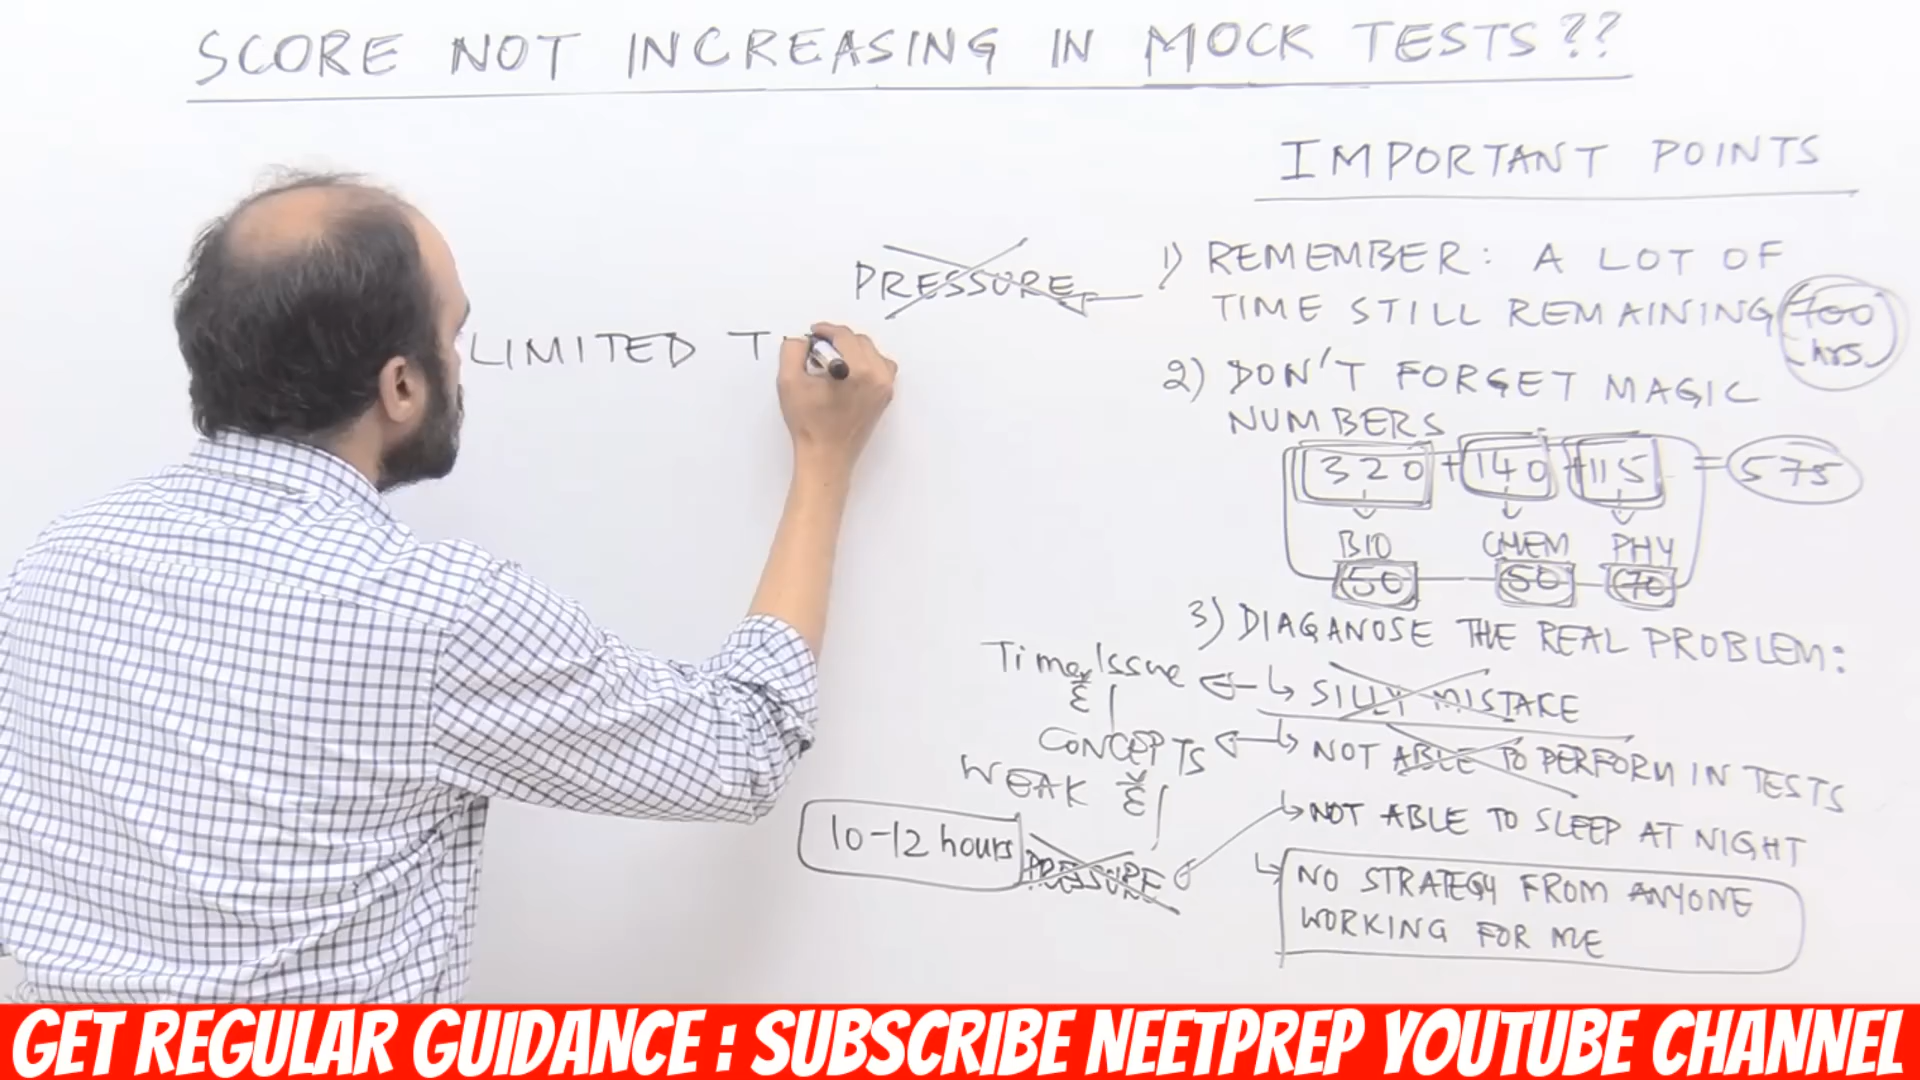 SCORE NOT INCREASING IN MOCK TESTS??
IMPORTANT POINTS
PRESSURE
1) REMEMBER: A LOT OF
TIME STILL REMAINING 700
hrs
LIMITED T
2) DON'T FORGET MAGIC
NUMBERS
320 + 140 + 115 = 575
BIO CHEM PHY
50 50 70
3) DIAGANOSE THE REAL PROBLEM:
Time Issue ↳ SILLY MISTAKE
&
CONCEPTS ↳ NOT ABLE TO PERFORM IN TESTS
WEAK &
↳ NOT ABLE TO SLEEP AT NIGHT
10-12 hours PRESSURE
↳ NO STRATEGY FROM ANYONE
WORKING FOR ME
GET REGULAR GUIDANCE : SUBSCRIBE NEETPREP YOUTUBE CHANNEL